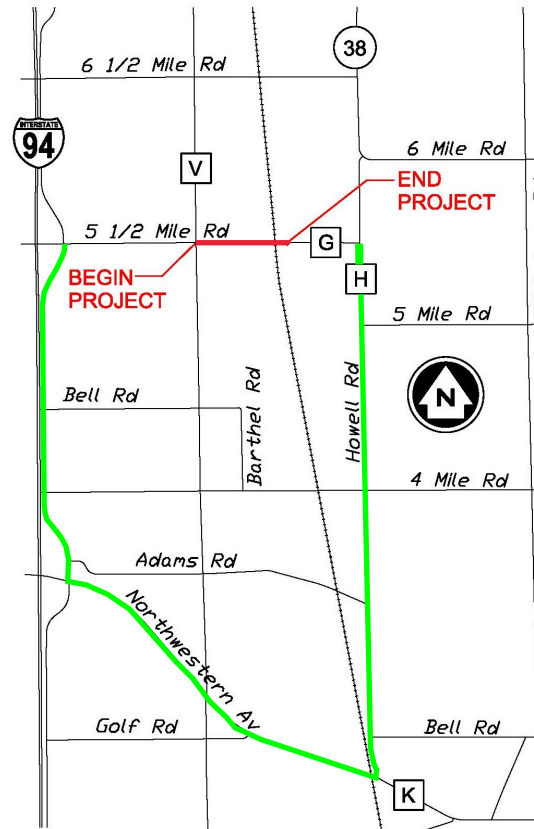 38
6 1/2 Mile Rd
INTERSTATE
94
6 Mile Rd
V
END
PROJECT
5 1/2 Mile Rd
G
BEGIN
PROJECT
H
5 Mile Rd
Bell Rd
N
Barthel Rd
Howell Rd
4 Mile Rd
Adams Rd
Northwestern Av
Golf Rd
Bell Rd
K